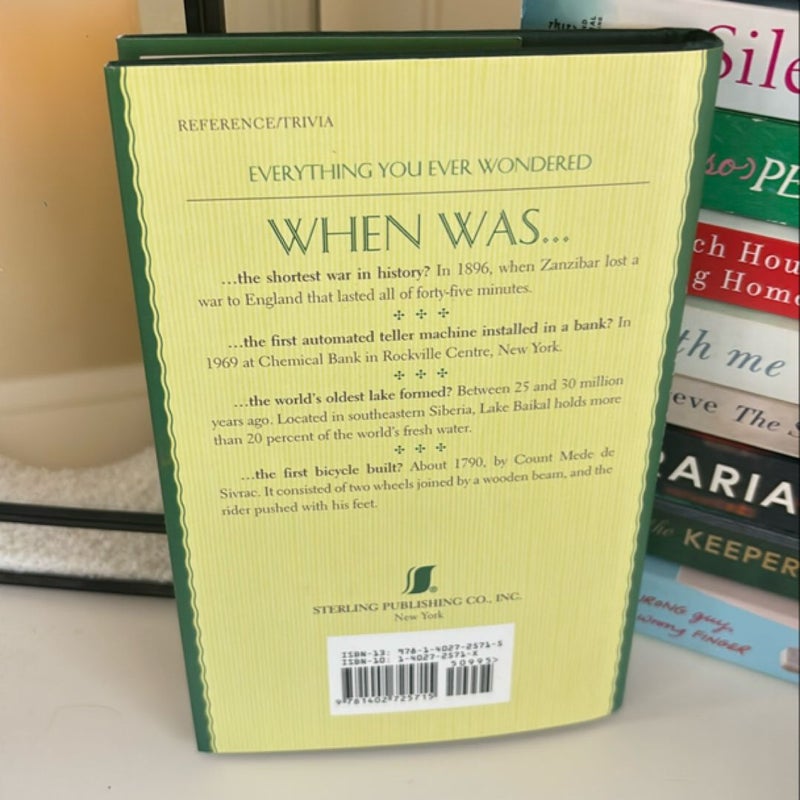 REFERENCE/TRIVIA
EVERYTHING YOU EVER WONDERED
WHEN WAS...
...the shortest war in history? In 1896, when Zanzibar lost a
war to England that lasted all of forty-five minutes.
...the first automated teller machine installed in a bank? In
1969 at Chemical Bank in Rockville Centre, New York.
...the world's oldest lake formed? Between 25 and 30 million
years ago. Located in southeastern Siberia, Lake Baikal holds more
than 20 percent of the world's fresh water.
...the first bicycle built? About 1790, by Count Mede de
Sivrac. It consisted of two wheels joined by a wooden beam, and the
rider pushed with his feet.
STERLING PUBLISHING CO., INC.
New York
ISBN-13: 978-1-4027-2571-5
ISBN-10: 1-4027-2571-X
50995>
9 781402 725715
Sile
so) PE
ch Hou
g Home
th me
eve The S
RARIA
the KEEPER
WRONG guy,
wrong FINGER